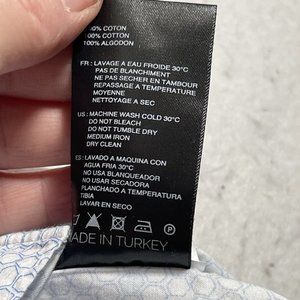 100% COTON
100% COTTON
100% ALGODON
FR : LAVAGE A EAU FROIDE 30°C
PAS DE BLANCHIMENT
NE PAS SECHER EN TAMBOUR
REPASSAGE A TEMPERATURE
MOYENNE
NETTOYAGE A SEC
US : MACHINE WASH COLD 30°C
DO NOT BLEACH
DO NOT TUMBLE DRY
MEDIUM IRON
DRY CLEAN
ES : LAVADO A MAQUINA CON
AGUA FRIA 30°C
NO USAR BLANQUEADOR
NO USAR SECADORA
PLANCHADO A TEMPERATURA
TIBIA
LAVAR EN SECO
P
MADE IN TURKEY